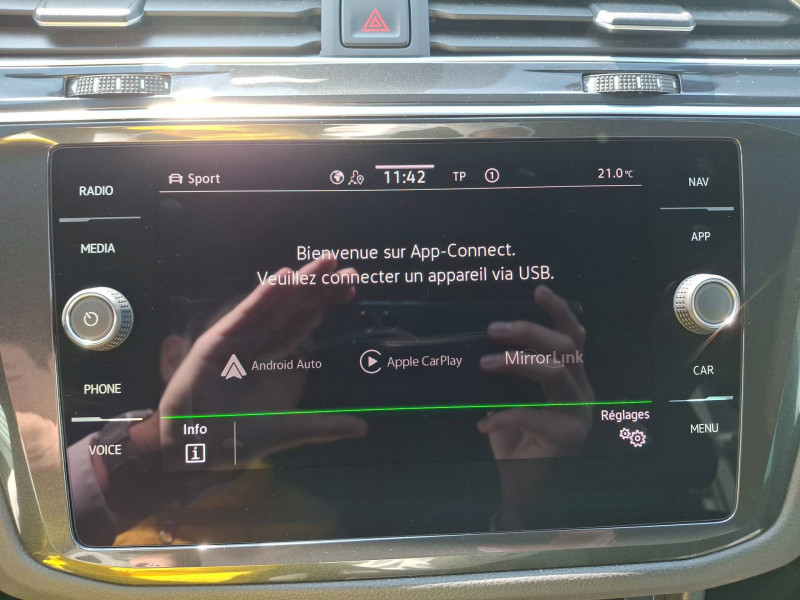 RADIO
MEDIA
PHONE
VOICE
Sport 11:42 TP 1 21.0°C
Bienvenue sur App-Connect.
Veuillez connecter un appareil via USB.
Android Auto Apple CarPlay MirrorLink
Info Réglages
i
NAV
APP
CAR
MENU